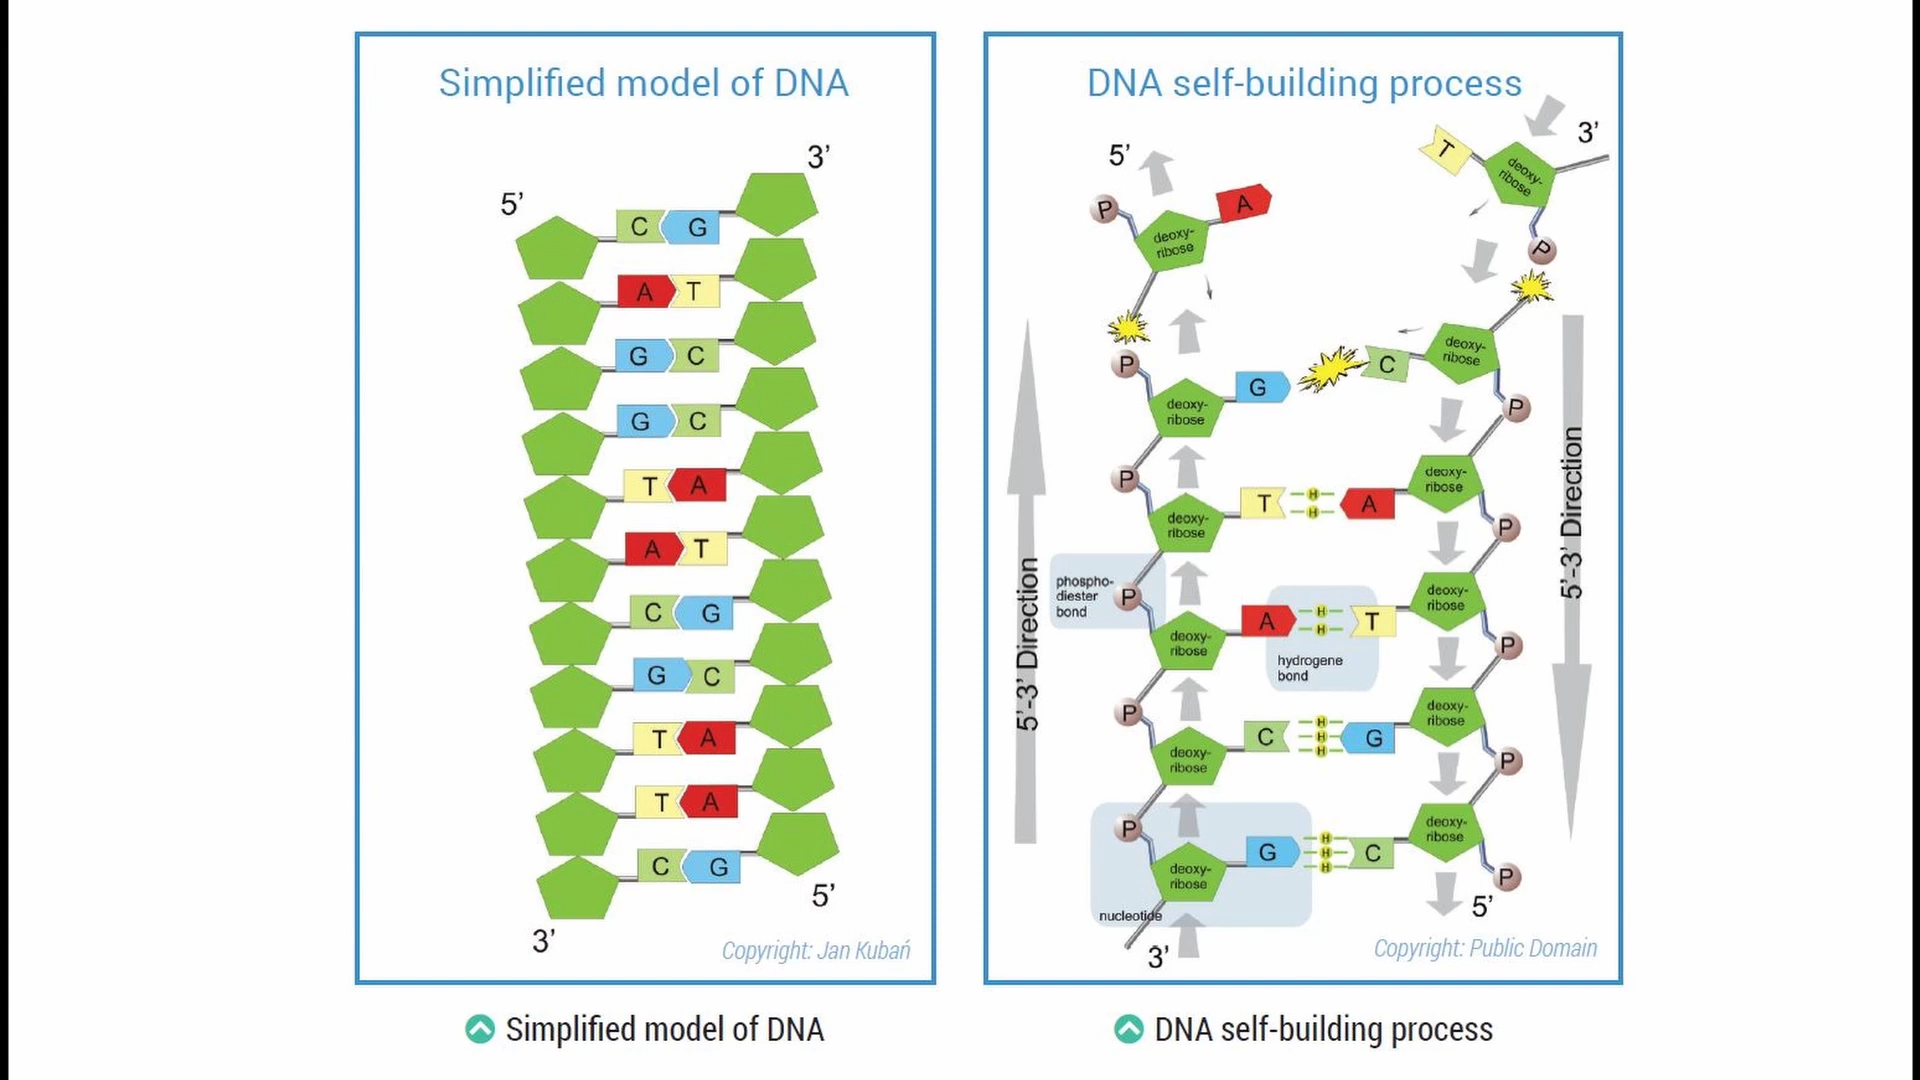 Simplified model of DNA
3’
5’
C G
A T
G C
G C
T A
A T
C G
G C
T A
T A
C G
5’
3’
Copyright: Jan Kubań
Simplified model of DNA
DNA self-building process
3’
5’
T
deoxy-
ribose
P
A
deoxy-
ribose
P
P
G
C
deoxy-
ribose
deoxy-
ribose
P
P
T
H
H
A
deoxy-
ribose
deoxy-
ribose
P
phospho-
diester
bond
P
A
H
H
T
deoxy-
ribose
deoxy-
ribose
P
hydrogene
bond
P
C
H
H
H
G
deoxy-
ribose
deoxy-
ribose
P
P
G
H
H
H
C
deoxy-
ribose
deoxy-
ribose
P
nucleotide
5’
3’
5’-3’ Direction
5’-3’ Direction
Copyright: Public Domain
DNA self-building process